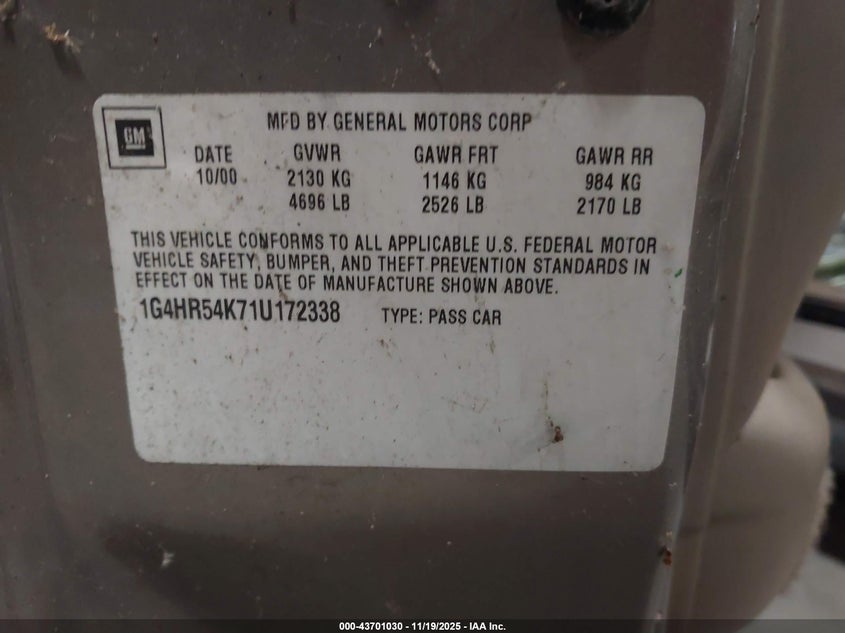 GM
MFD BY GENERAL MOTORS CORP
DATE GVWR GAWR FRT GAWR RR
10/00 2130 KG 1146 KG 984 KG
4696 LB 2526 LB 2170 LB
THIS VEHICLE CONFORMS TO ALL APPLICABLE U.S. FEDERAL MOTOR
VEHICLE SAFETY, BUMPER, AND THEFT PREVENTION STANDARDS IN
EFFECT ON THE DATE OF MANUFACTURE SHOWN ABOVE.
1G4HR54K71U172338 TYPE: PASS CAR
000-43701030 - 11/19/2025 - IAA Inc.